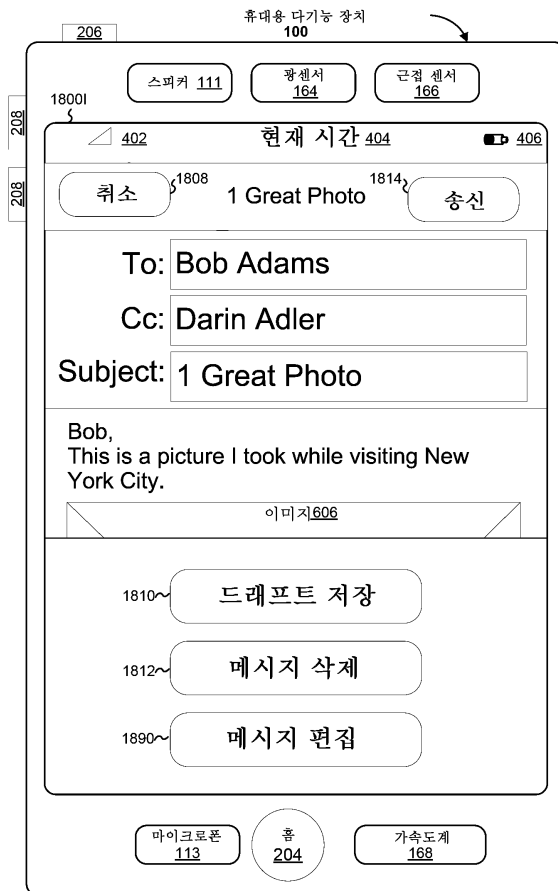 휴대용 다기능 장치
100
206
스피커 111
광센서
164
근접 센서
166
1800I
208
208
402
현재 시간 404
406
취소
1808
1 Great Photo
1814
송신
To: Bob Adams
Cc: Darin Adler
Subject: 1 Great Photo
Bob,
This is a picture I took while visiting New
York City.
이미지 606
1810
드래프트 저장
1812
메시지 삭제
1890
메시지 편집
마이크로폰
113
홈
204
가속도계
168